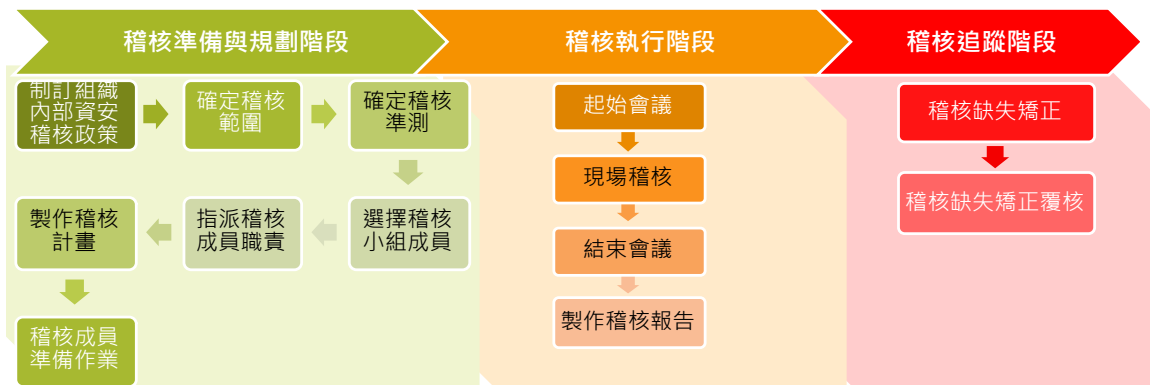 稽核準備與規劃階段
稽核執行階段
稽核追蹤階段
制訂組織
內部資安
稽核政策
確定稽核
範圍
確定稽核
準測
選擇稽核
小組成員
指派稽核
成員職責
製作稽核
計畫
稽核成員
準備作業
起始會議
現場稽核
結束會議
製作稽核報告
稽核缺失矯正
稽核缺失矯正覆核